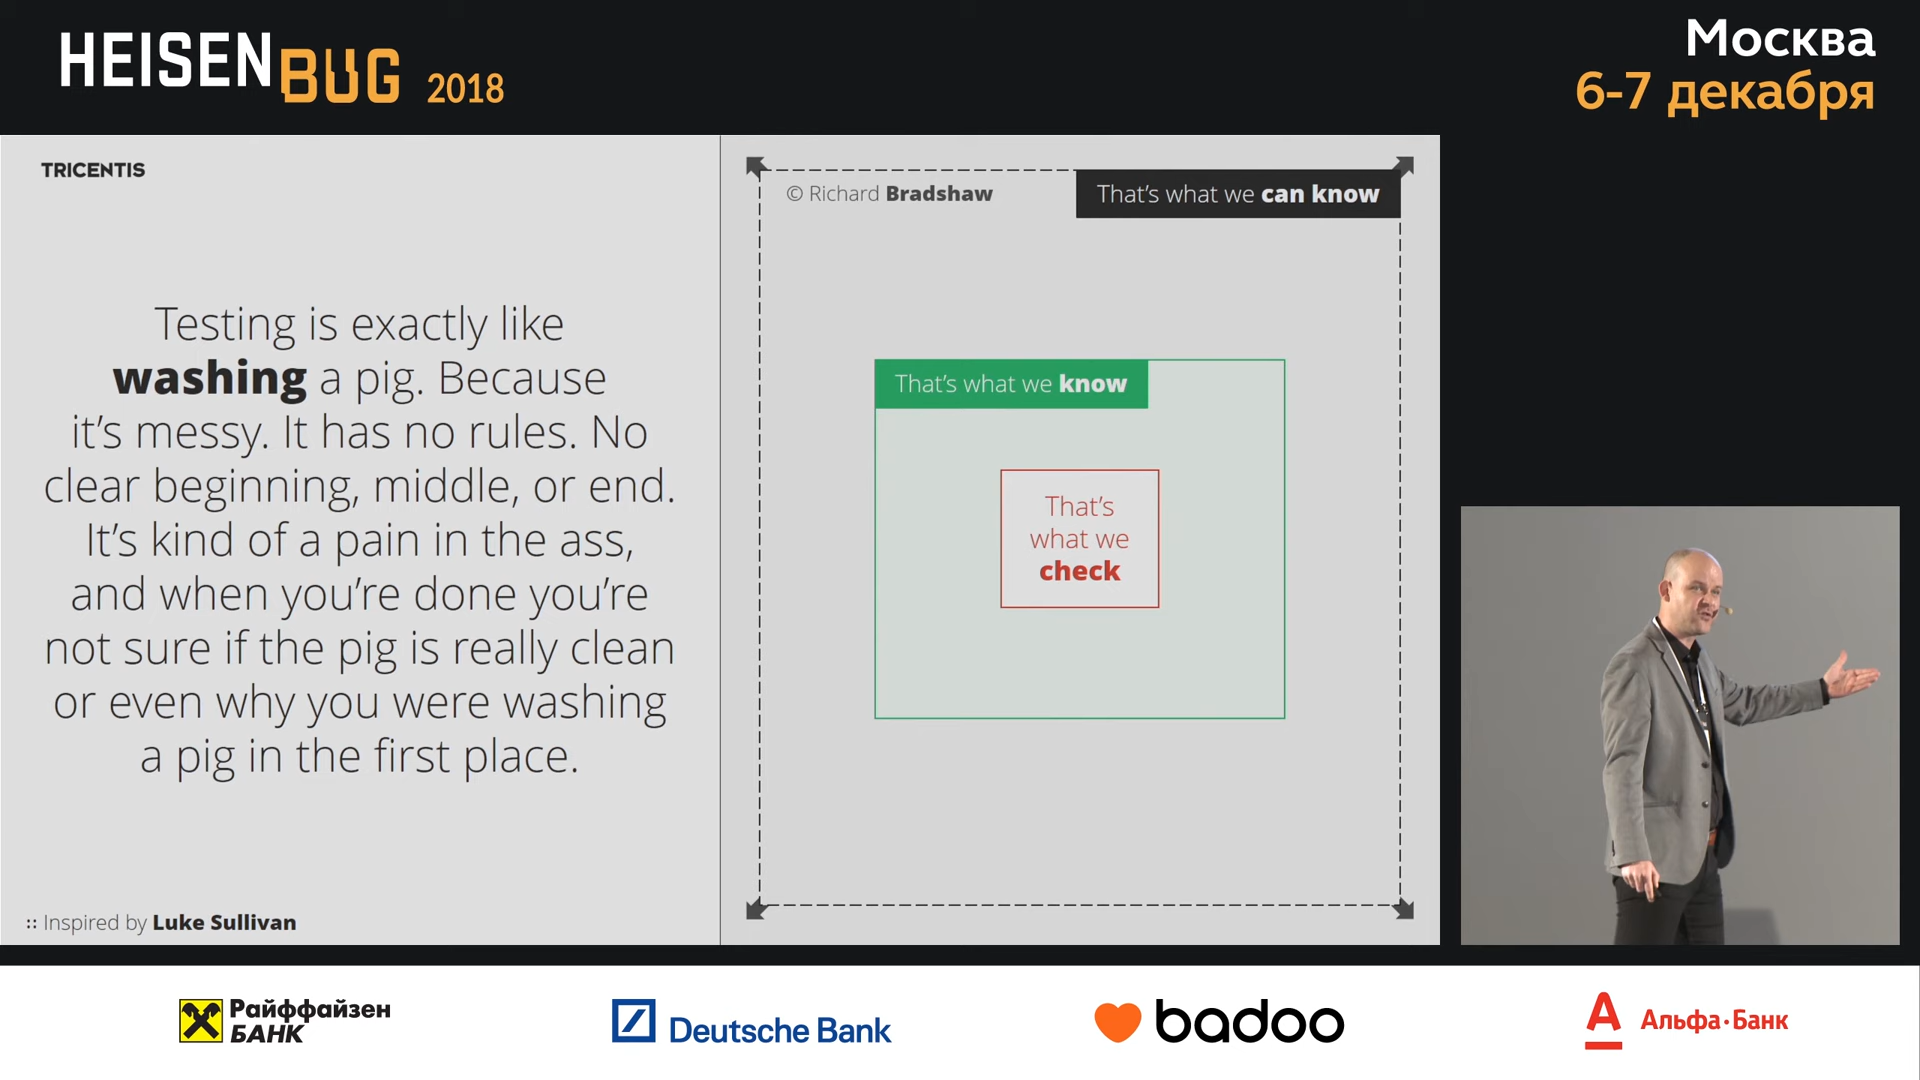 HEISENBUG 2018
Москва
6-7 декабря
TRICENTIS
Testing is exactly like
washing a pig. Because
it’s messy. It has no rules. No
clear beginning, middle, or end.
It’s kind of a pain in the ass,
and when you’re done you’re
not sure if the pig is really clean
or even why you were washing
a pig in the first place.
:: Inspired by Luke Sullivan
© Richard Bradshaw
That’s what we can know
That’s what we know
That’s
what we
check
Райффайзен
БАНК
Deutsche Bank
badoo
Альфа·Банк